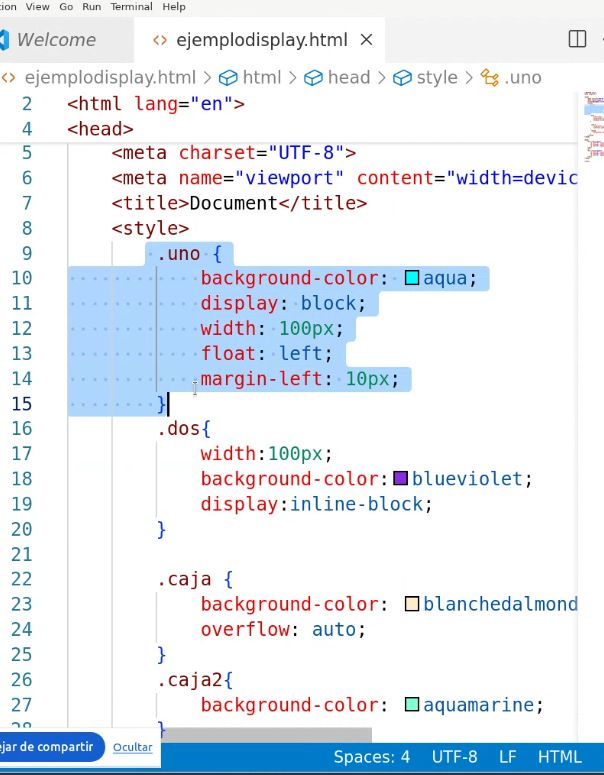 tion View Go Run Terminal Help
Welcome
<> ejemplodisplay.html ×
<> ejemplodisplay.html > html > head > style > .uno
2 <html lang="en">
4 <head>
5 <meta charset="UTF-8">
6 <meta name="viewport" content="width=devic
7 <title>Document</title>
8 <style>
9 .uno {
10 background-color: aqua;
11 display: block;
12 width: 100px;
13 float: left;
14 margin-left: 10px;
15 }
16 .dos{
17 width:100px;
18 background-color: blueviolet;
19 display:inline-block;
20 }
21
22 .caja {
23 background-color: blanchedalmond
24 overflow: auto;
25 }
26 .caja2{
27 background-color: aquamarine;
28 }
ejar de compartir Ocultar
Spaces: 4 UTF-8 LF HTML